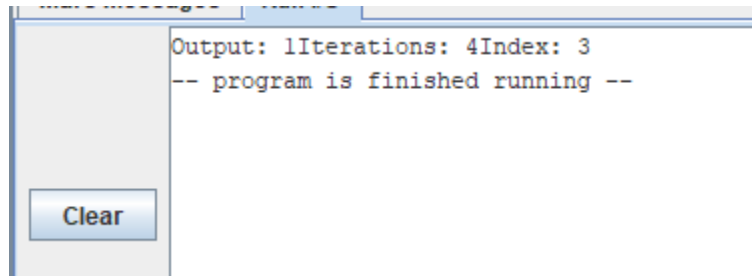 Output: 1Iterations: 4Index: 3
-- program is finished running --
Clear